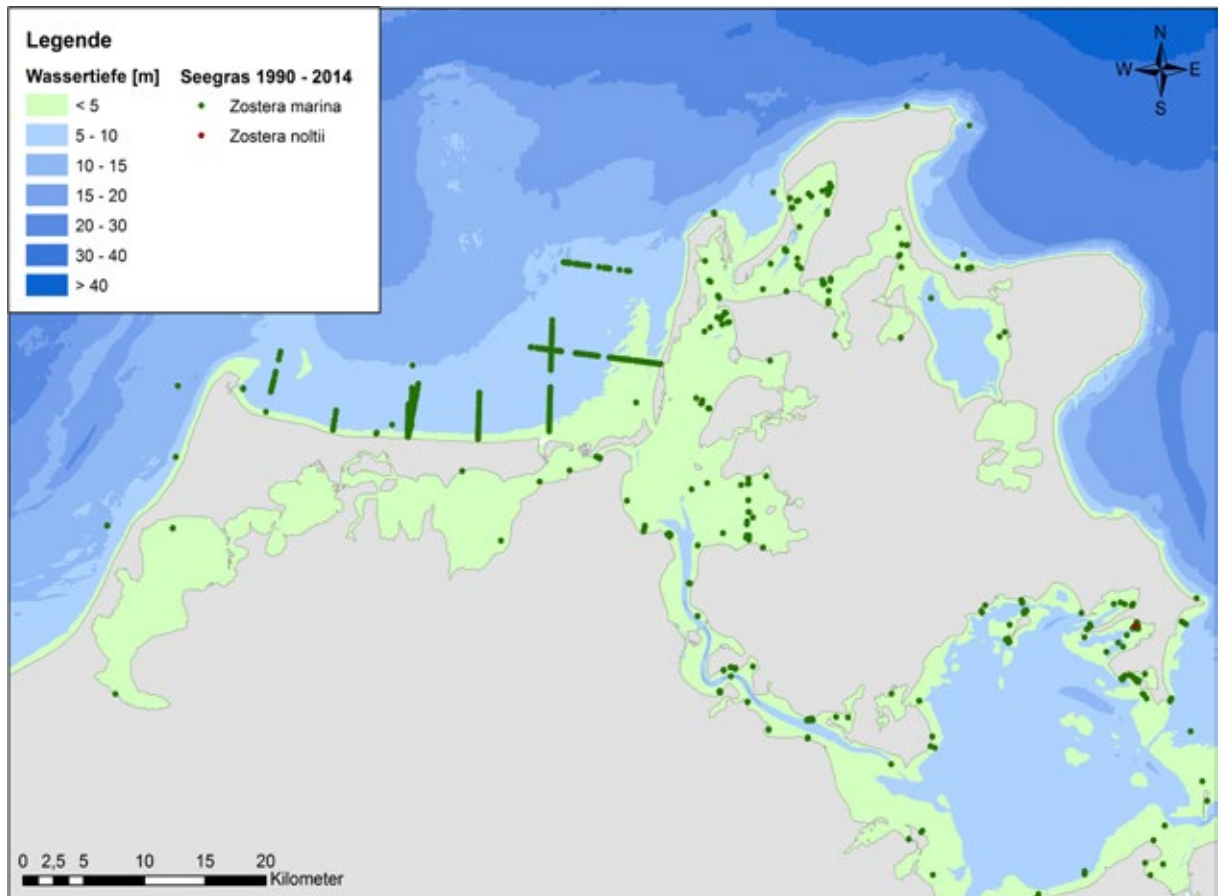 Legende
Wassertiefe [m]
< 5
5 - 10
10 - 15
15 - 20
20 - 30
30 - 40
> 40
Seegras 1990 - 2014
Zostera marina
Zostera noltii
N
W E
S
0 2,5 5 10 15 20
Kilometer